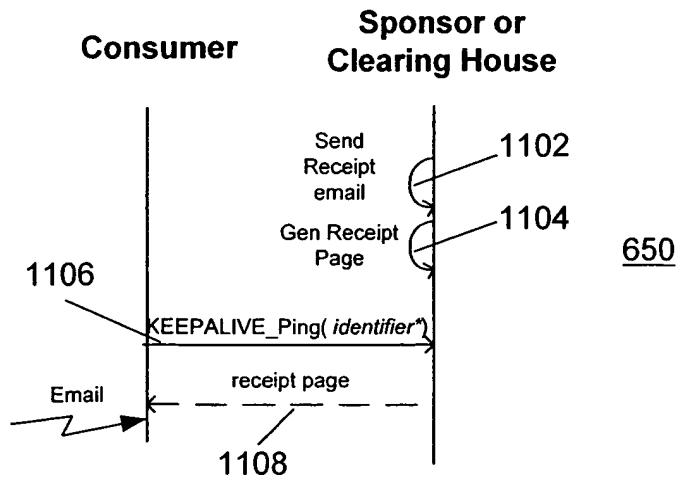 Consumer
Sponsor or
Clearing House
Send
Receipt
email
1102
Gen Receipt
Page
1104
650
1106
KEEPALIVE_Ping( identifier*)
receipt page
Email
1108